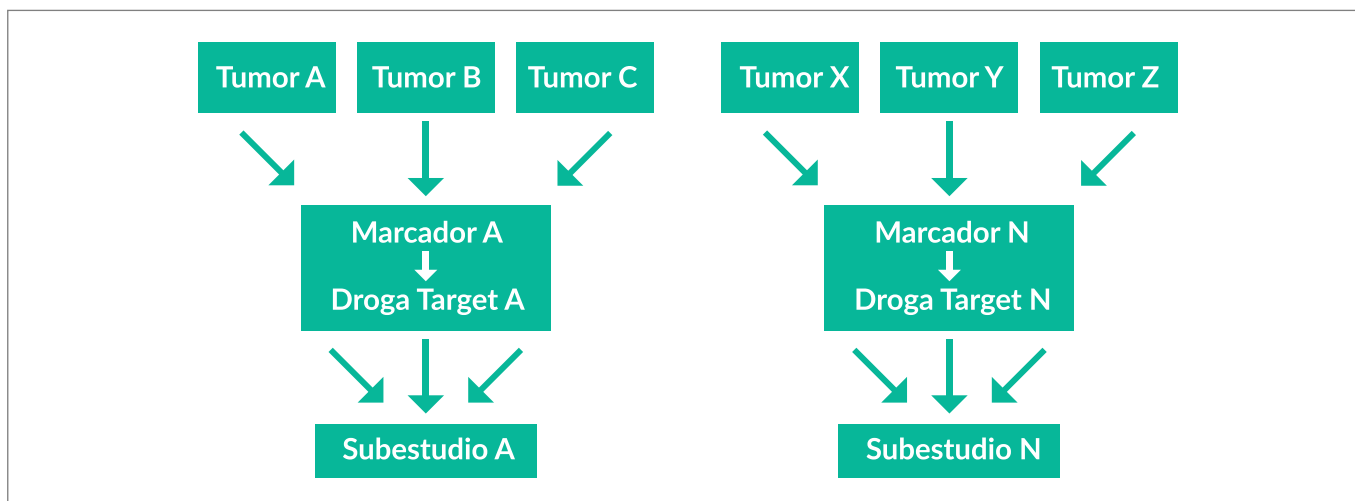 Tumor A
Tumor B
Tumor C
Tumor X
Tumor Y
Tumor Z
Marcador A
Droga Target A
Marcador N
Droga Target N
Subestudio A
Subestudio N